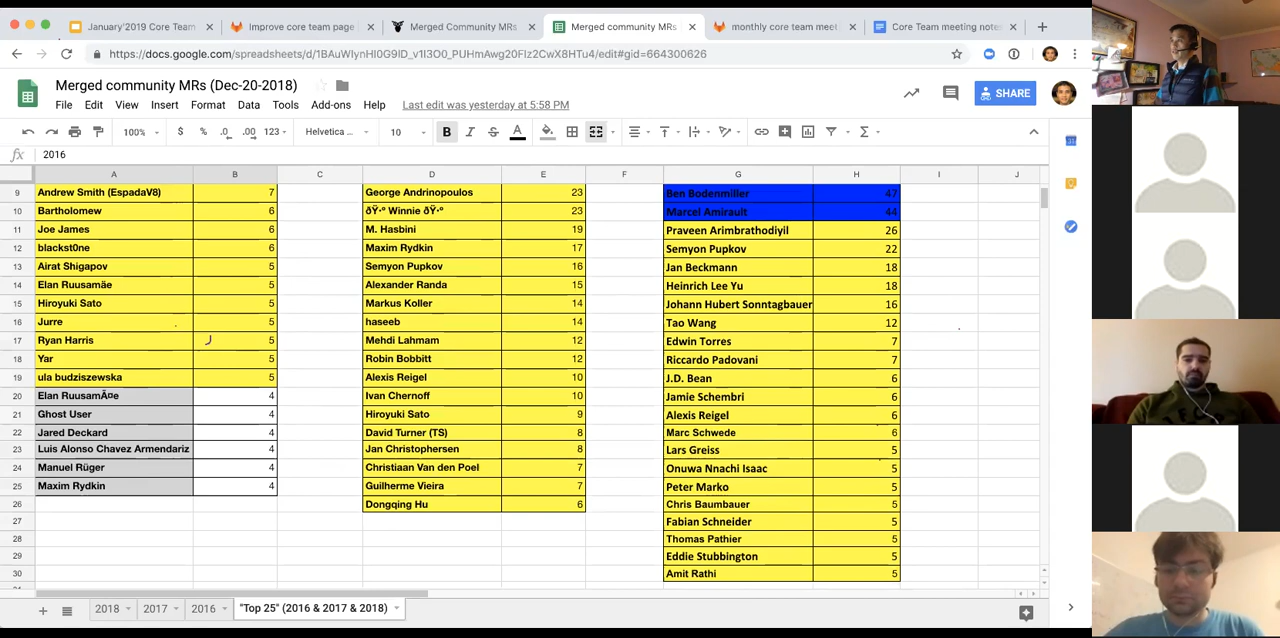 January'2019 Core Team
Improve core team page
Merged Community MRs
Merged community MRs
monthly core team meet
Core Team meeting note
https://docs.google.com/spreadsheets/d/
/edit#gid=664300626
Merged community MRs (Dec-20-2018)
File Edit View Insert Format Data Tools Add-ons Help Last edit was yesterday at 5:58 PM
SHARE
100% $ % .0 .00 123 Helvetica ... 10 B I S A
fx 2016
A B C D E F G H I J
9 Andrew Smith (EspadaV8) 7 George Andrinopoulos 23 Ben Bodenmiller 47
10 Bartholomew 6 ðŸ·º Winnie ðŸ·º 23 Marcel Amirault 44
11 Joe James 6 M. Hasbini 19 Praveen Arimbrathodiyil 26
12 blackst0ne 6 Maxim Rydkin 17 Semyon Pupkov 22
13 Airat Shigapov 5 Semyon Pupkov 16 Jan Beckmann 18
14 Elan Ruusamäe 5 Alexander Randa 15 Heinrich Lee Yu 18
15 Hiroyuki Sato 5 Markus Koller 14 Johann Hubert Sonntagbauer 16
16 Jurre 5 haseeb 14 Tao Wang 12
17 Ryan Harris 5 Mehdi Lahmam 12 Edwin Torres 7
18 Yar 5 Robin Bobbitt 12 Riccardo Padovani 7
19 ula budziszewska 5 Alexis Reigel 10 J.D. Bean 6
20 Elan RuusamÃ¤e 4 Ivan Chernoff 10 Jamie Schembri 6
21 Ghost User 4 Hiroyuki Sato 9 Alexis Reigel 6
22 Jared Deckard 4 David Turner (TS) 8 Marc Schwede 6
23 Luis Alonso Chavez Armendariz 4 Jan Christophersen 8 Lars Greiss 5
24 Manuel Rüger 4 Christiaan Van den Poel 7 Onuwa Nnachi Isaac 5
25 Maxim Rydkin 4 Guilherme Vieira 7 Peter Marko 5
26 Dongqing Hu 6 Chris Baumbauer 5
27 Fabian Schneider 5
28 Thomas Pathier 5
29 Eddie Stubbington 5
30 Amit Rathi 5
2018 2017 2016 "Top 25" (2016 & 2017 & 2018)